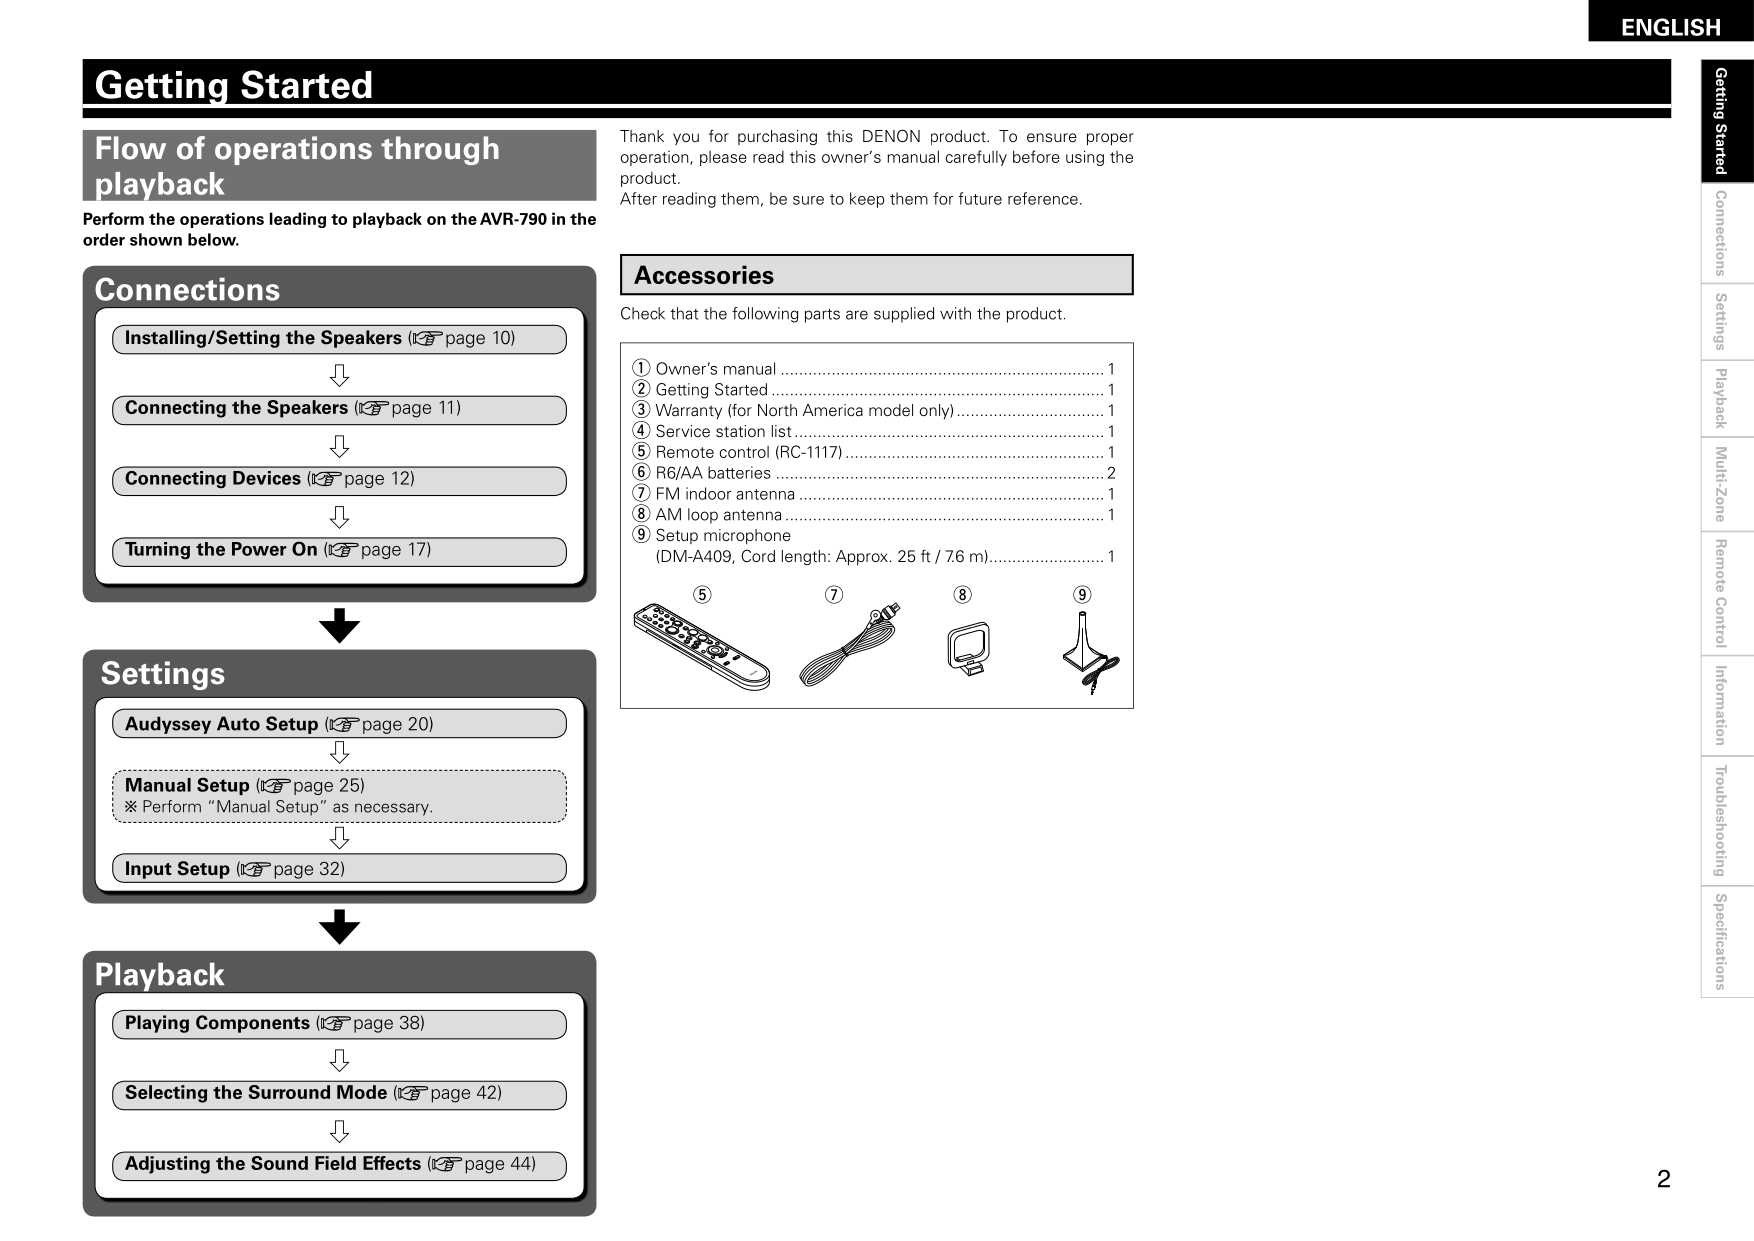 ENGLISH
Getting Started
Flow of operations through
playback
Perform the operations leading to playback on the AVR-790 in the
order shown below.
Connections
Installing/Setting the Speakers (☞page 10)
Connecting the Speakers (☞page 11)
Connecting Devices (☞page 12)
Turning the Power On (☞page 17)
Settings
Audyssey Auto Setup (☞page 20)
Manual Setup (☞page 25)
※ Perform “Manual Setup” as necessary.
Input Setup (☞page 32)
Playback
Playing Components (☞page 38)
Selecting the Surround Mode (☞page 42)
Adjusting the Sound Field Effects (☞page 44)
Thank you for purchasing this DENON product. To ensure proper
operation, please read this owner’s manual carefully before using the
product.
After reading them, be sure to keep them for future reference.
Accessories
Check that the following parts are supplied with the product.
① Owner’s manual ...................................................................... 1
② Getting Started ........................................................................ 1
③ Warranty (for North America model only)................................ 1
④ Service station list ................................................................... 1
⑤ Remote control (RC-1117) ........................................................ 1
⑥ R6/AA batteries ....................................................................... 2
⑦ FM indoor antenna .................................................................. 1
⑧ AM loop antenna ..................................................................... 1
⑨ Setup microphone
(DM-A409, Cord length: Approx. 25 ft / 7.6 m)......................... 1
⑤ ⑦ ⑧ ⑨
Getting Started
Connections
Settings
Playback
Multi-Zone
Remote Control
Information
Troubleshooting
Specifications
2